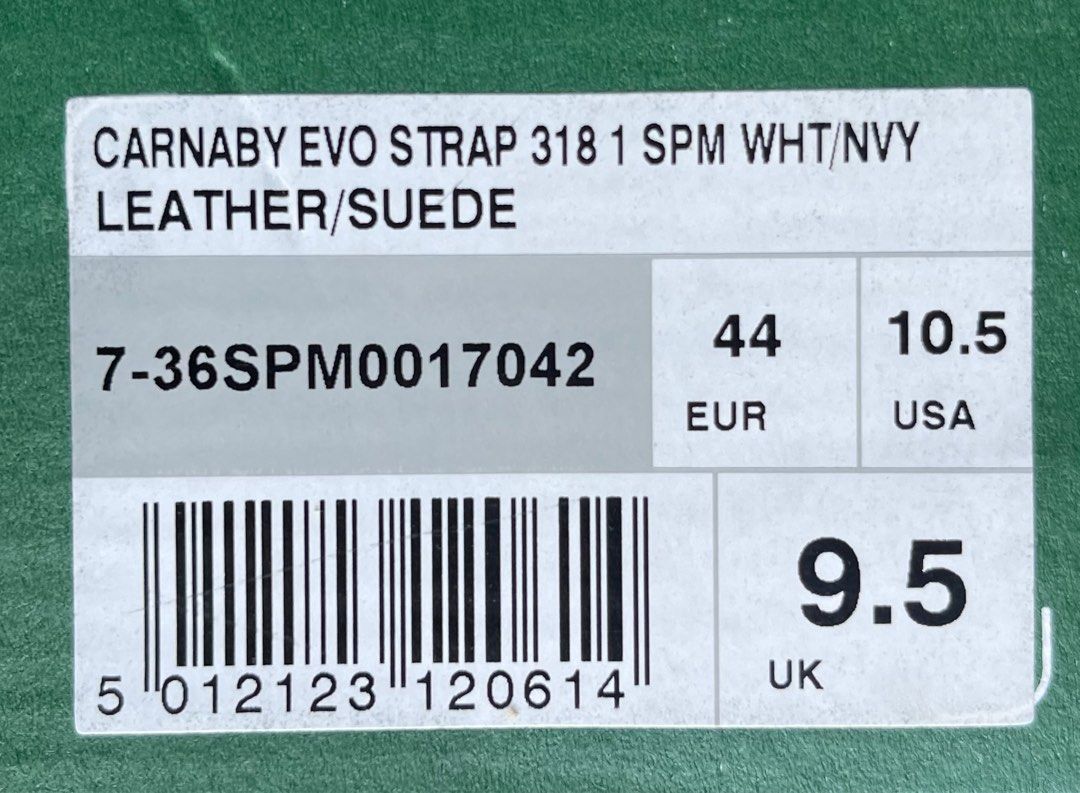 CARNABY EVO STRAP 318 1 SPM WHT/NVY
LEATHER/SUEDE
7-36SPM0017042
44
EUR
10.5
USA
5 012123 120614
9.5
UK